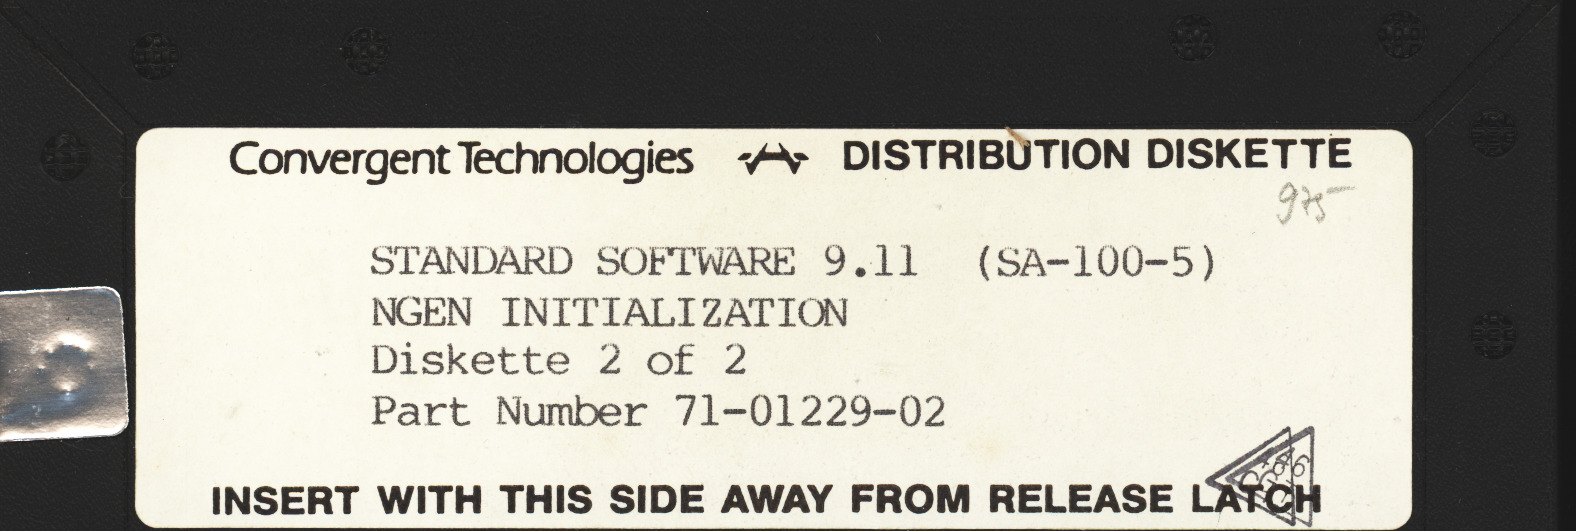 Convergent Technologies DISTRIBUTION DISKETTE
975
STANDARD SOFTWARE 9.11 (SA-100-5)
NGEN INITIALIZATION
Diskette 2 of 2
Part Number 71-01229-02
INSERT WITH THIS SIDE AWAY FROM RELEASE LATCH